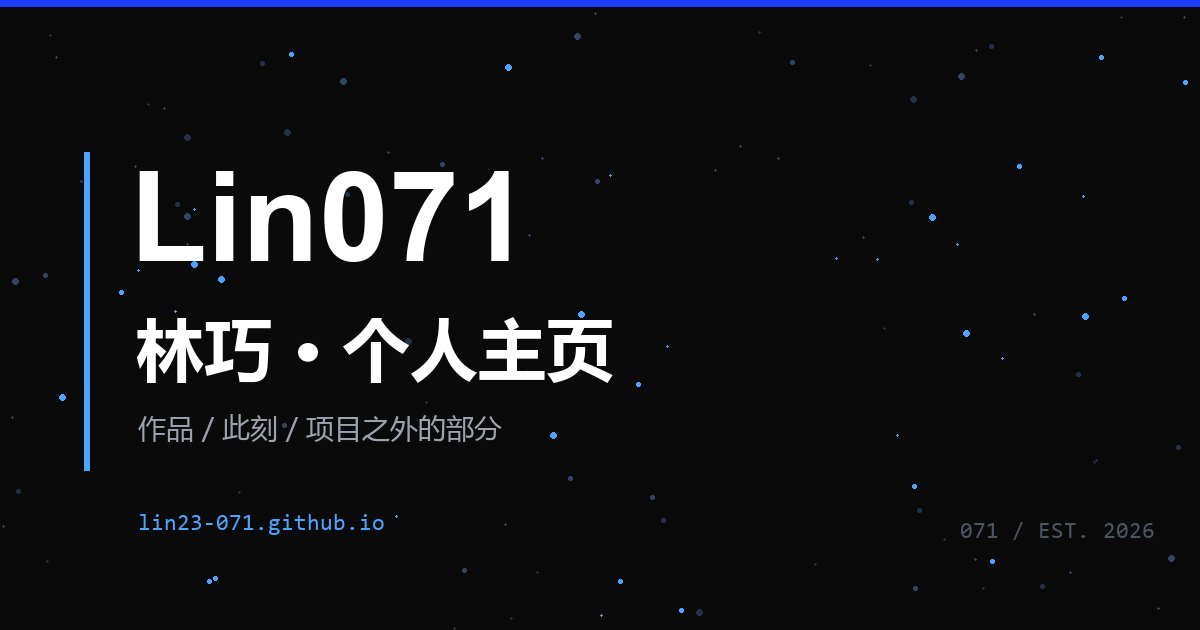 Lin071
林巧 • 个人主页
作品 / 此刻 / 项目之外的部分
lin23-071.github.io
071 / EST. 2026